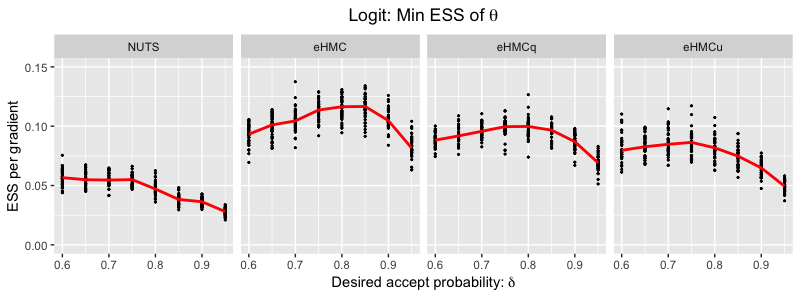 Logit: Min ESS of θ
NUTS eHMC eHMCq eHMCu
ESS per gradient
0.15
0.10
0.05
0.00
0.6 0.7 0.8 0.9 0.6 0.7 0.8 0.9 0.6 0.7 0.8 0.9 0.6 0.7 0.8 0.9
Desired accept probability: δ